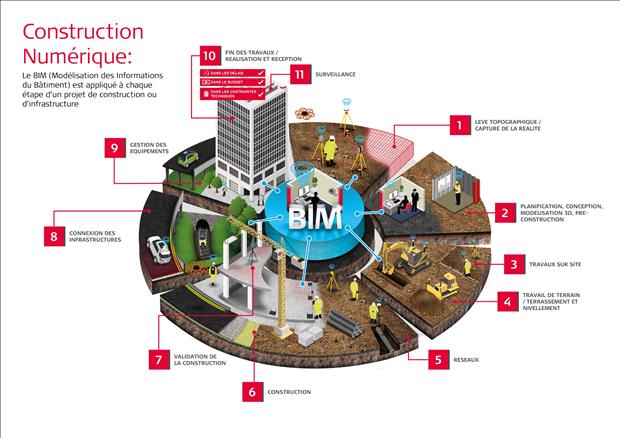 Construction
Numérique:
Le BIM (Modélisation des Informations
du Bâtiment) est appliqué à chaque
étape d'un projet de construction ou
d'infrastructure
10
FIN DES TRAVAUX /
REALISATION ET RECEPTION
DANS LES DÉLAIS
DANS LE BUDGET
DANS LES CONTRAINTES
TECHNIQUES
11
SURVEILLANCE
1
LEVE TOPOGRAPHIQUE /
CAPTURE DE LA REALITE
9
GESTION DES
EQUIPEMENTS
2
PLANIFICATION, CONCEPTION,
MODELISATION 3D, PRE-
CONSTRUCTION
BIM
8
CONNEXION DES
INFRASTRUCTURES
3
TRAVAUX SUR SITE
4
TRAVAIL DE TERRAIN
/ TERRASSEMENT ET
NIVELLEMENT
7
VALIDATION DE
LA CONSTRUCTION
5
RESEAUX
6
CONSTRUCTION